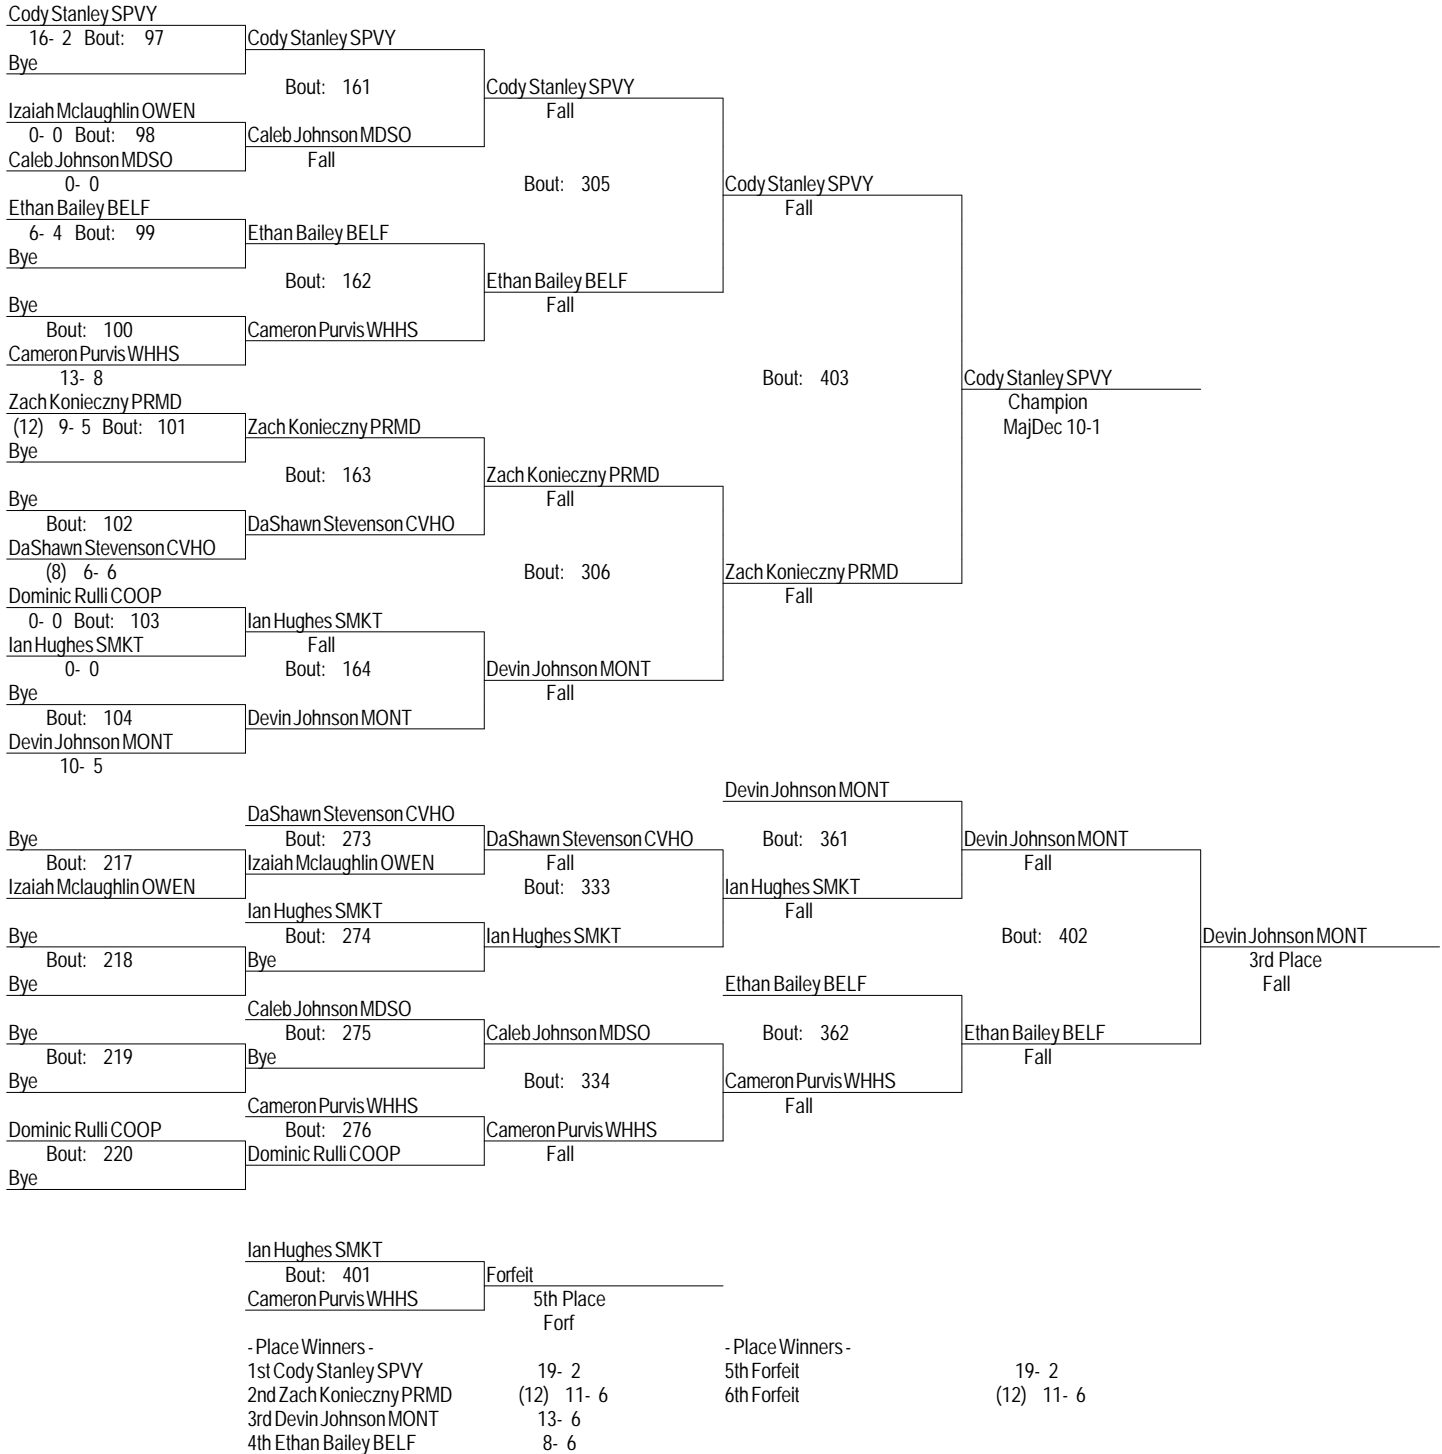 Cody Stanley SPVY
16- 2 Bout: 97
Cody Stanley SPVY
Bye
Bout: 161
Cody Stanley SPVY
Izaiah Mclaughlin OWEN
Fall
0- 0 Bout: 98
Caleb Johnson MDSO
Caleb Johnson MDSO
Fall
0- 0
Bout: 305
Cody Stanley SPVY
Ethan Bailey BELF
Fall
6- 4 Bout: 99
Ethan Bailey BELF
Bye
Bout: 162
Ethan Bailey BELF
Bye
Fall
Bout: 100
Cameron Purvis WHHS
Cameron Purvis WHHS
13- 8
Bout: 403
Cody Stanley SPVY
Zach Konieczny PRMD
Champion
(12) 9- 5 Bout: 101
Zach Konieczny PRMD
MajDec 10-1
Bye
Bout: 163
Zach Konieczny PRMD
Bye
Fall
Bout: 102
DaShawn Stevenson CVHO
DaShawn Stevenson CVHO
(8) 6- 6
Bout: 306
Zach Konieczny PRMD
Dominic Rulli COOP
Fall
0- 0 Bout: 103
Ian Hughes SMKT
Ian Hughes SMKT
Fall
0- 0
Bout: 164
Devin Johnson MONT
Bye
Fall
Bout: 104
Devin Johnson MONT
Devin Johnson MONT
10- 5
Devin Johnson MONT
DaShawn Stevenson CVHO
Bye
Bout: 273
DaShawn Stevenson CVHO
Bout: 361
Devin Johnson MONT
Bout: 217
Izaiah Mclaughlin OWEN
Fall
Fall
Izaiah Mclaughlin OWEN
Bout: 333
Ian Hughes SMKT
Ian Hughes SMKT
Fall
Bye
Bout: 274
Ian Hughes SMKT
Bout: 402
Devin Johnson MONT
Bout: 218
Bye
3rd Place
Bye
Ethan Bailey BELF
Fall
Caleb Johnson MDSO
Bye
Bout: 275
Caleb Johnson MDSO
Bout: 362
Ethan Bailey BELF
Bout: 219
Bye
Fall
Bye
Bout: 334
Cameron Purvis WHHS
Cameron Purvis WHHS
Fall
Dominic Rulli COOP
Bout: 276
Cameron Purvis WHHS
Bout: 220
Dominic Rulli COOP
Fall
Bye
Ian Hughes SMKT
Bout: 401
Forfeit
Cameron Purvis WHHS
5th Place
Forf
- Place Winners -
- Place Winners -
1st Cody Stanley SPVY 19- 2
5th Forfeit 19- 2
2nd Zach Konieczny PRMD (12) 11- 6
6th Forfeit (12) 11- 6
3rd Devin Johnson MONT 13- 6
4th Ethan Bailey BELF 8- 6